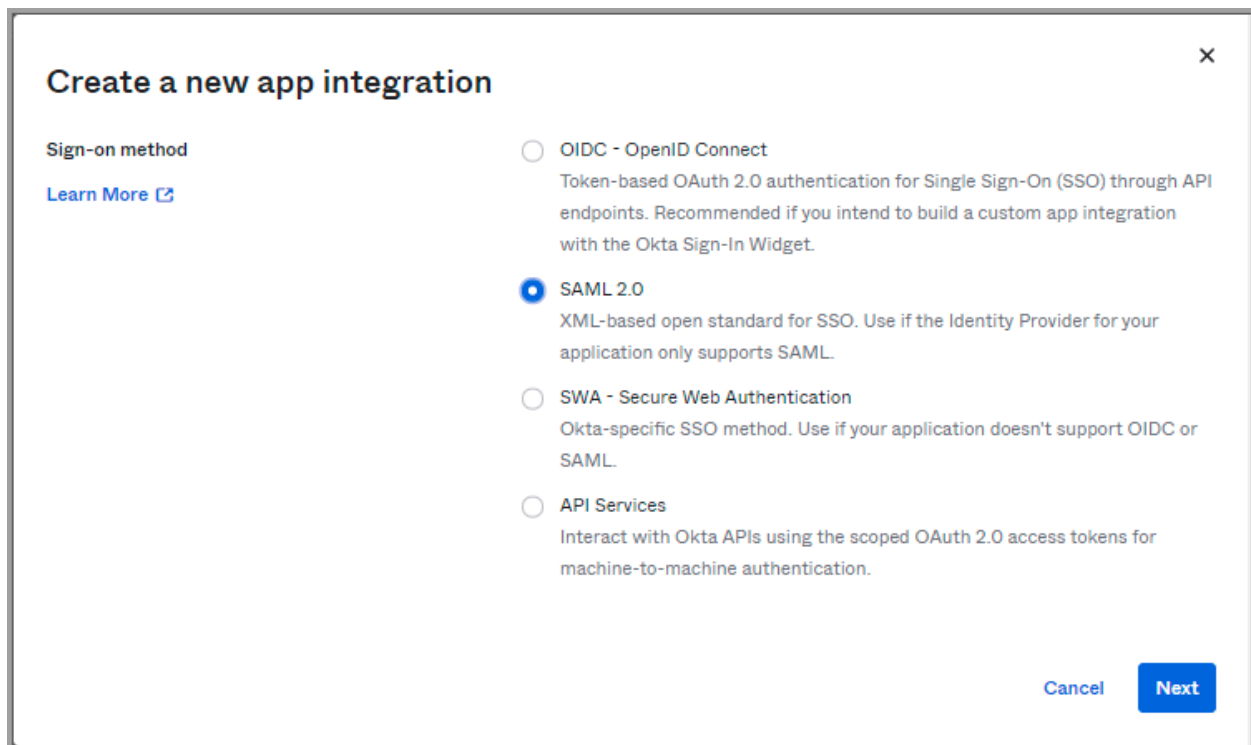 Create a new app integration
Sign-on method
Learn More
OIDC - OpenID Connect
Token-based OAuth 2.0 authentication for Single Sign-On (SSO) through API
endpoints. Recommended if you intend to build a custom app integration
with the Okta Sign-In Widget.
SAML 2.0
XML-based open standard for SSO. Use if the Identity Provider for your
application only supports SAML.
SWA - Secure Web Authentication
Okta-specific SSO method. Use if your application doesn't support OIDC or
SAML.
API Services
Interact with Okta APIs using the scoped OAuth 2.0 access tokens for
machine-to-machine authentication.
Cancel
Next